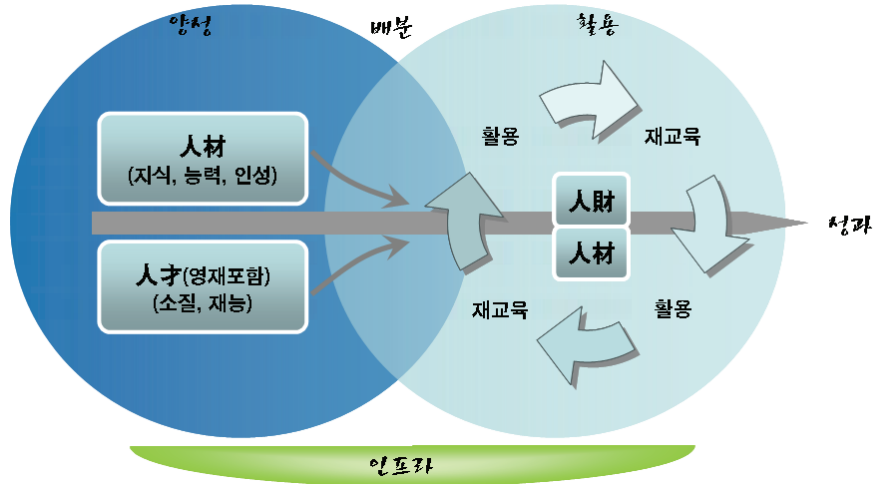 양성
배분
활용
人材
(지식, 능력, 인성)
人才(영재포함)
(소질, 재능)
활용
재교육
人財
人材
재교육
활용
성과
인프라